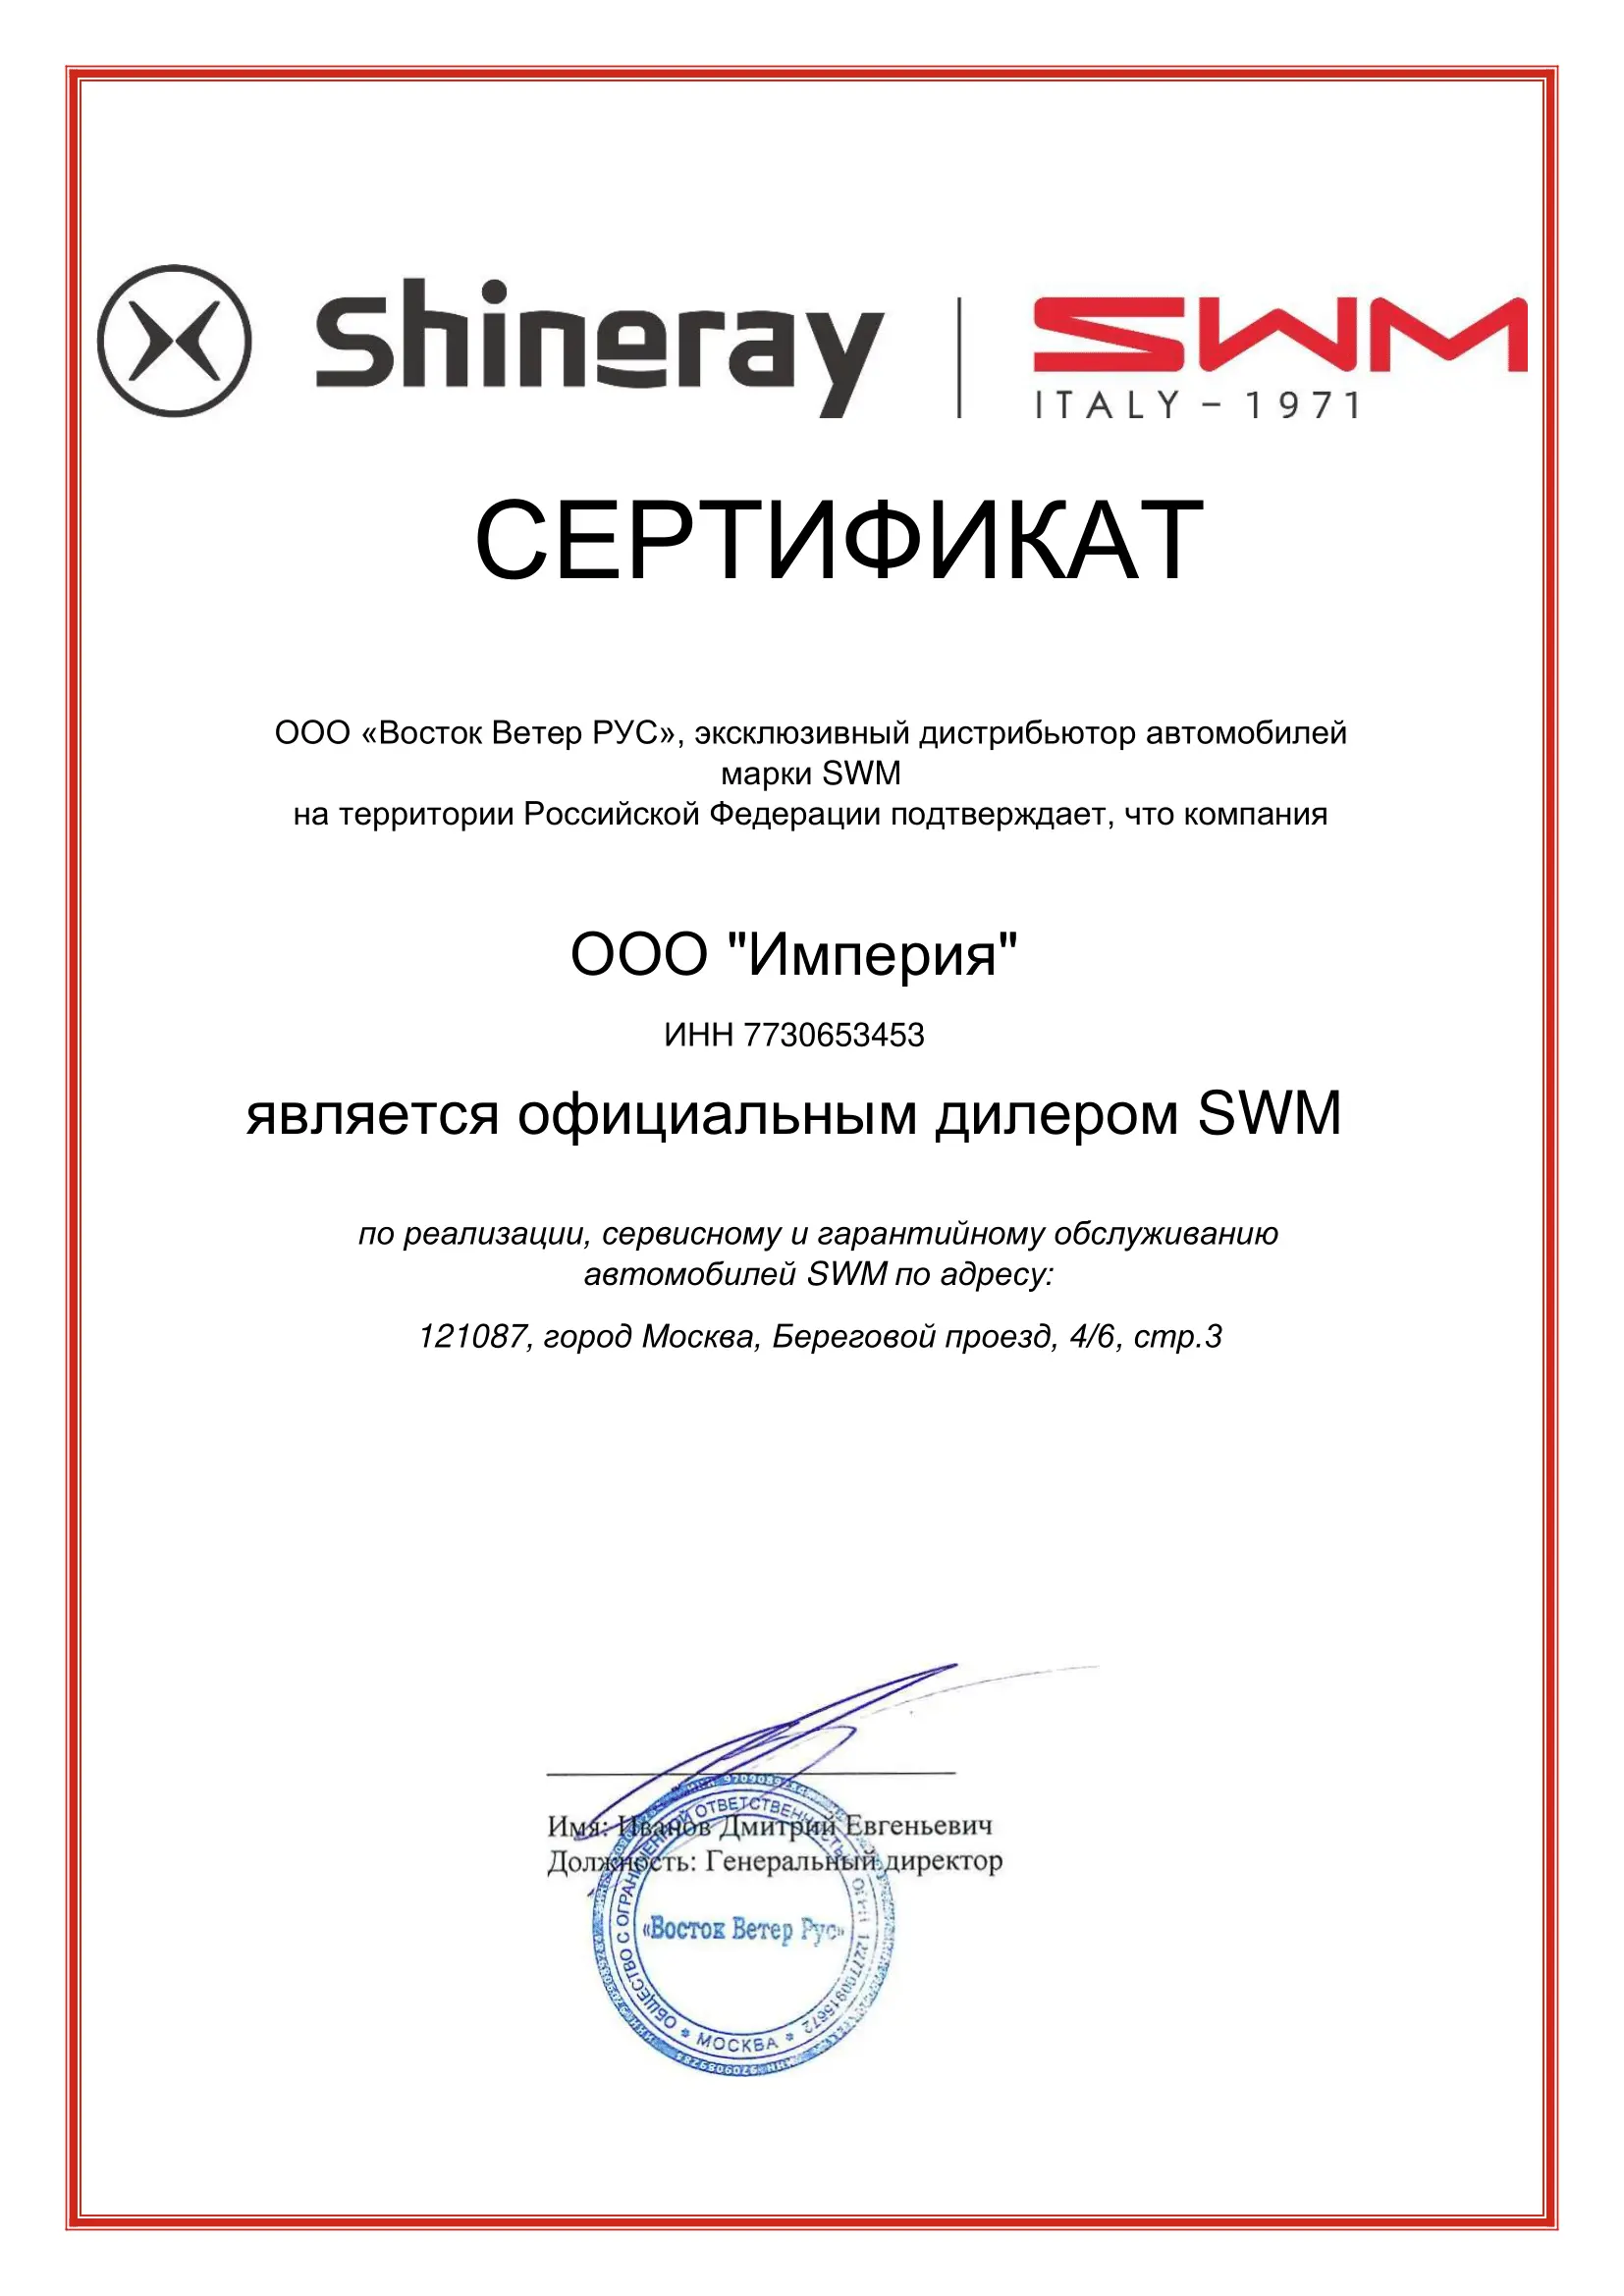 Shineray
SWM
ITALY – 1971
СЕРТИФИКАТ
ООО «Восток Ветер РУС», эксклюзивный дистрибьютор автомобилей
марки SWM
на территории Российской Федерации подтверждает, что компания
ООО "Империя"
ИНН 7730653453
является официальным дилером SWM
по реализации, сервисному и гарантийному обслуживанию
автомобилей SWM по адресу:
121087, город Москва, Береговой проезд, 4/6, стр.3
Имя: Иванов Дмитрий Евгеньевич
Должность: Генеральный директор
ОБЩЕСТВО С ОГРАНИЧЕННОЙ ОТВЕТСТВЕННОСТЬЮ
ОГРН 1227700915672
«Восток Ветер Рус»
* МОСКВА *